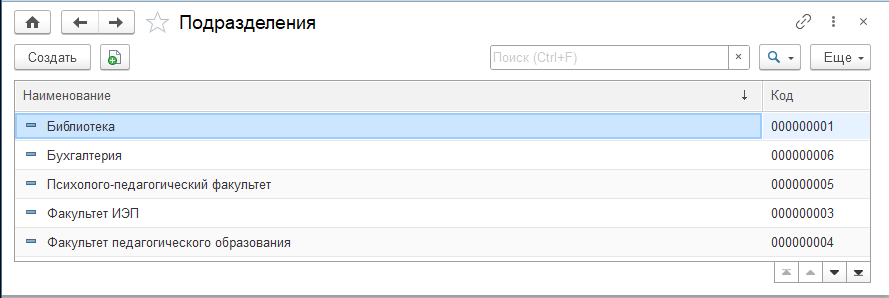 Подразделения
Создать
Поиск (Ctrl+F)
×
Еще
Наименование ↓ Код
Библиотека 000000001
Бухгалтерия 000000006
Психолого-педагогический факультет 000000005
Факультет ИЭП 000000003
Факультет педагогического образования 000000004